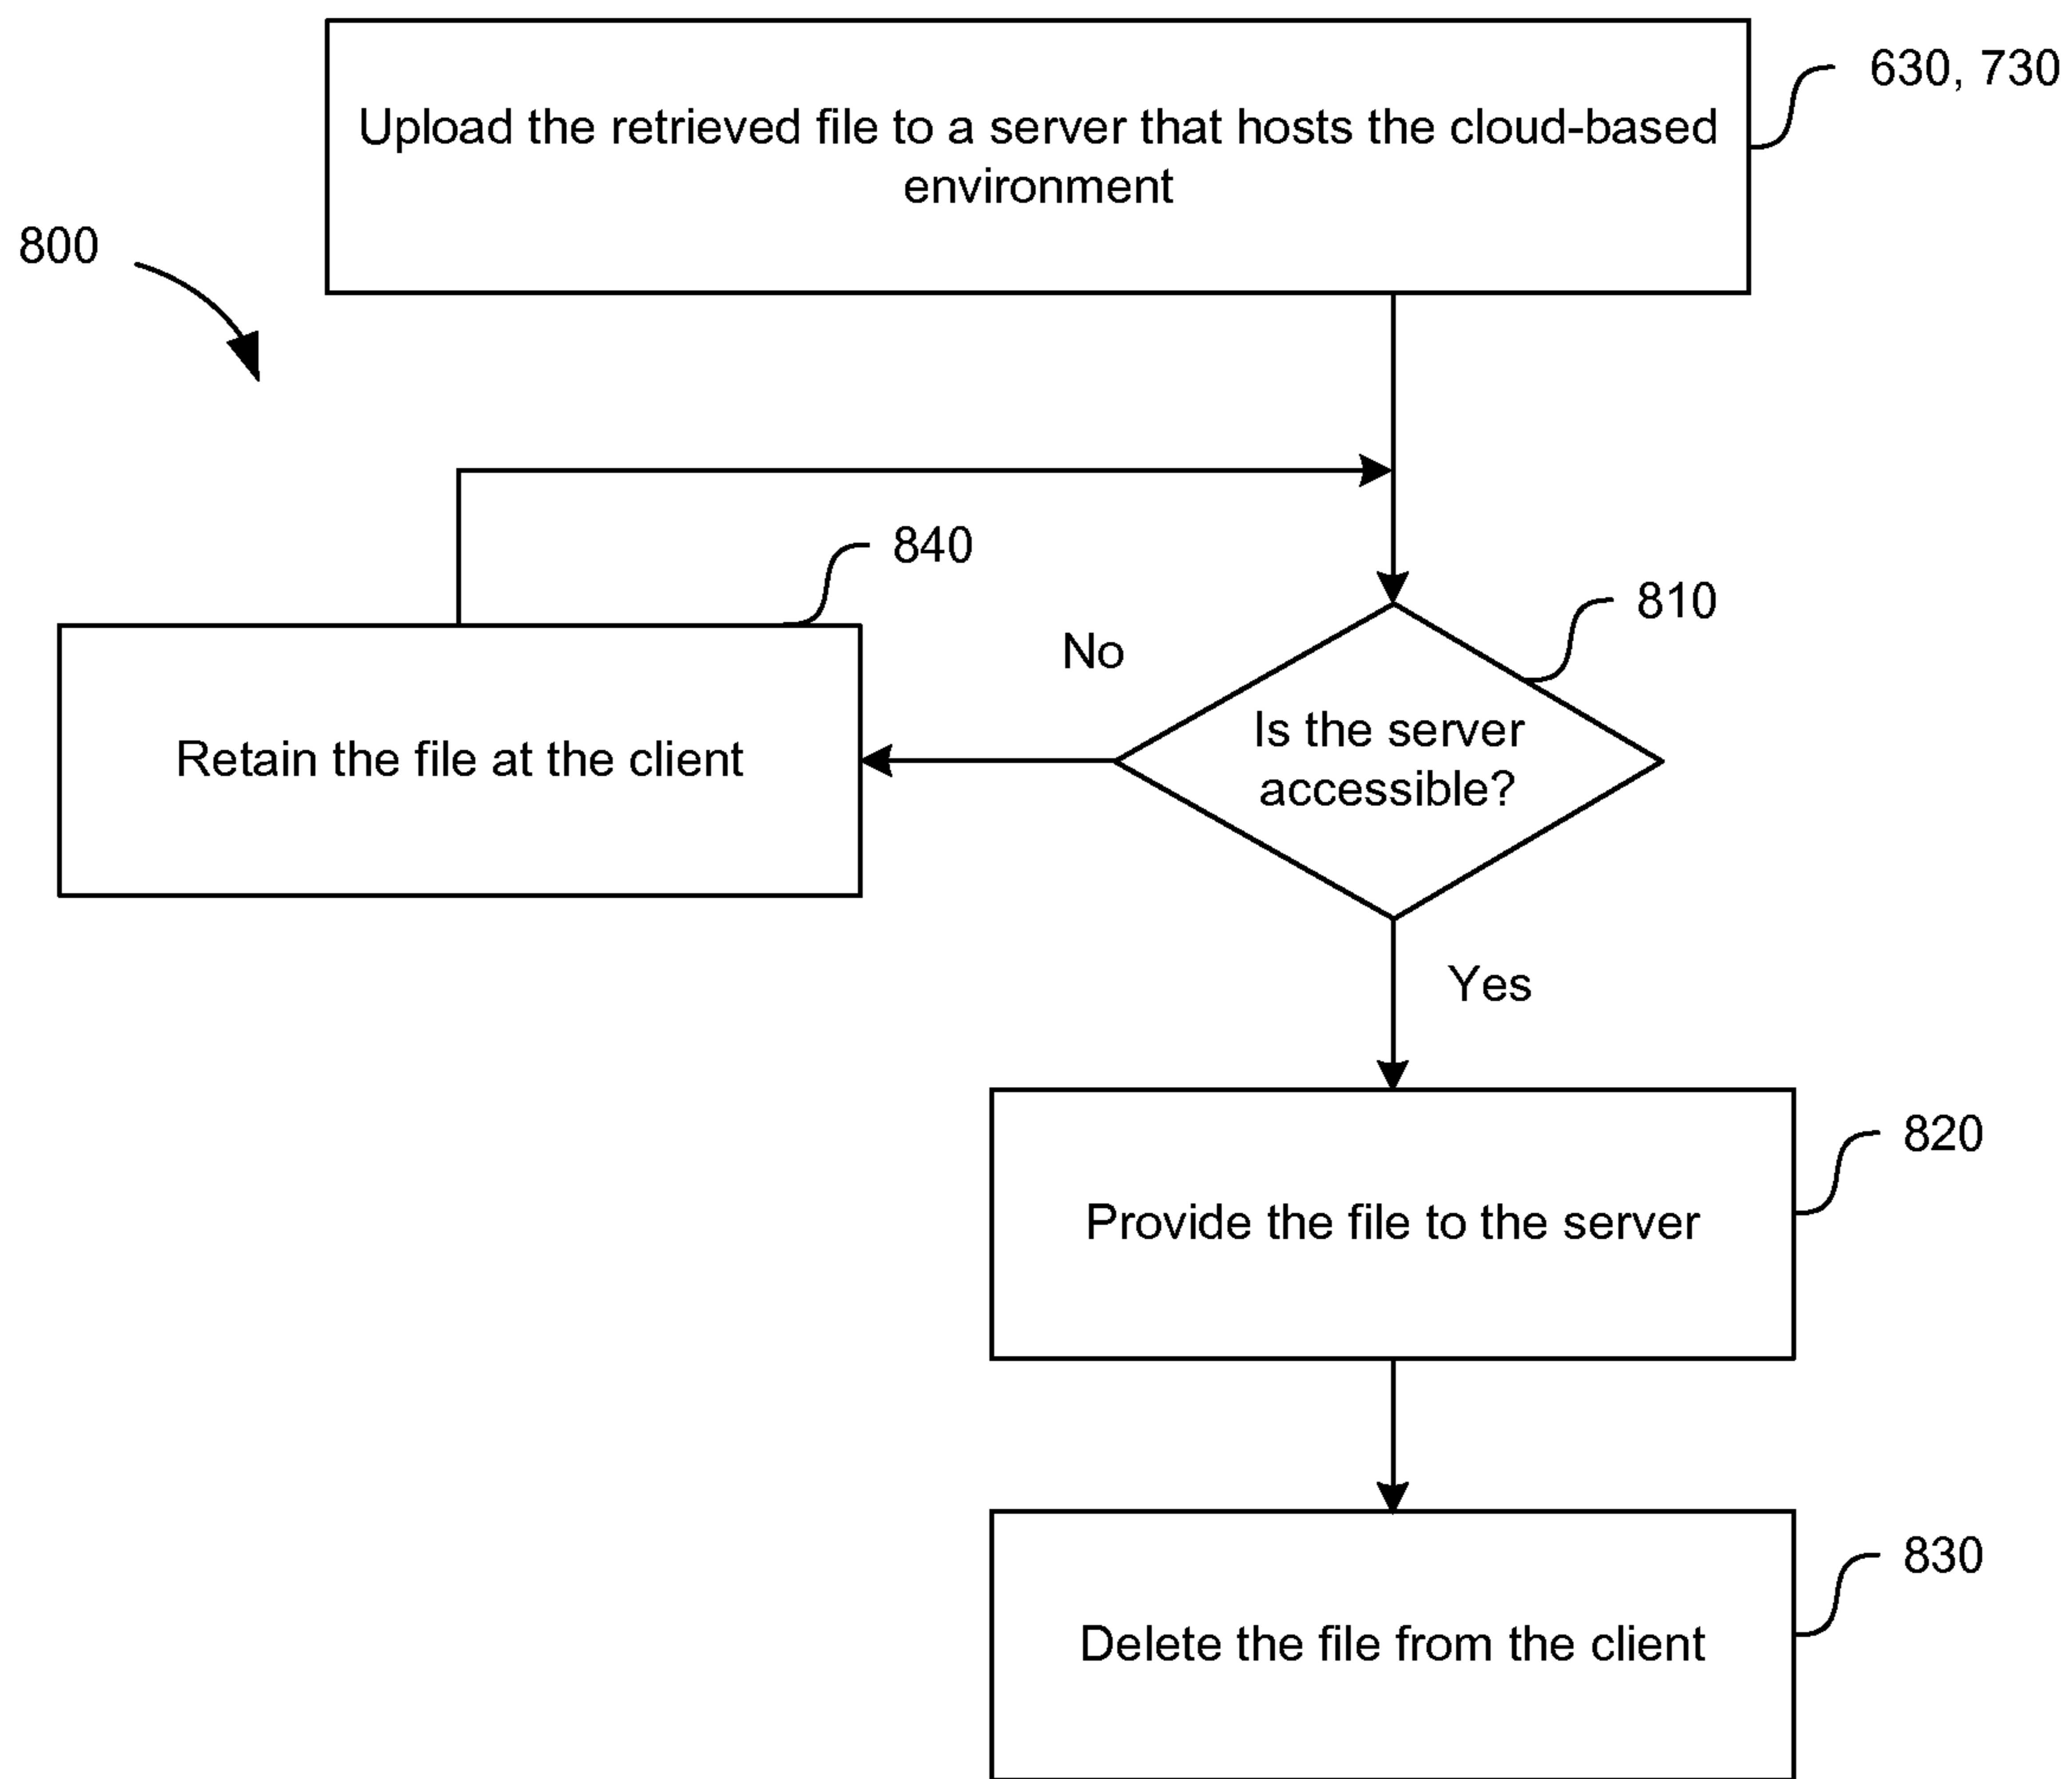 630, 730
Upload the retrieved file to a server that hosts the cloud-based
environment
800
840
810
No
Is the server
accessible?
Retain the file at the client
Yes
820
Provide the file to the server
830
Delete the file from the client